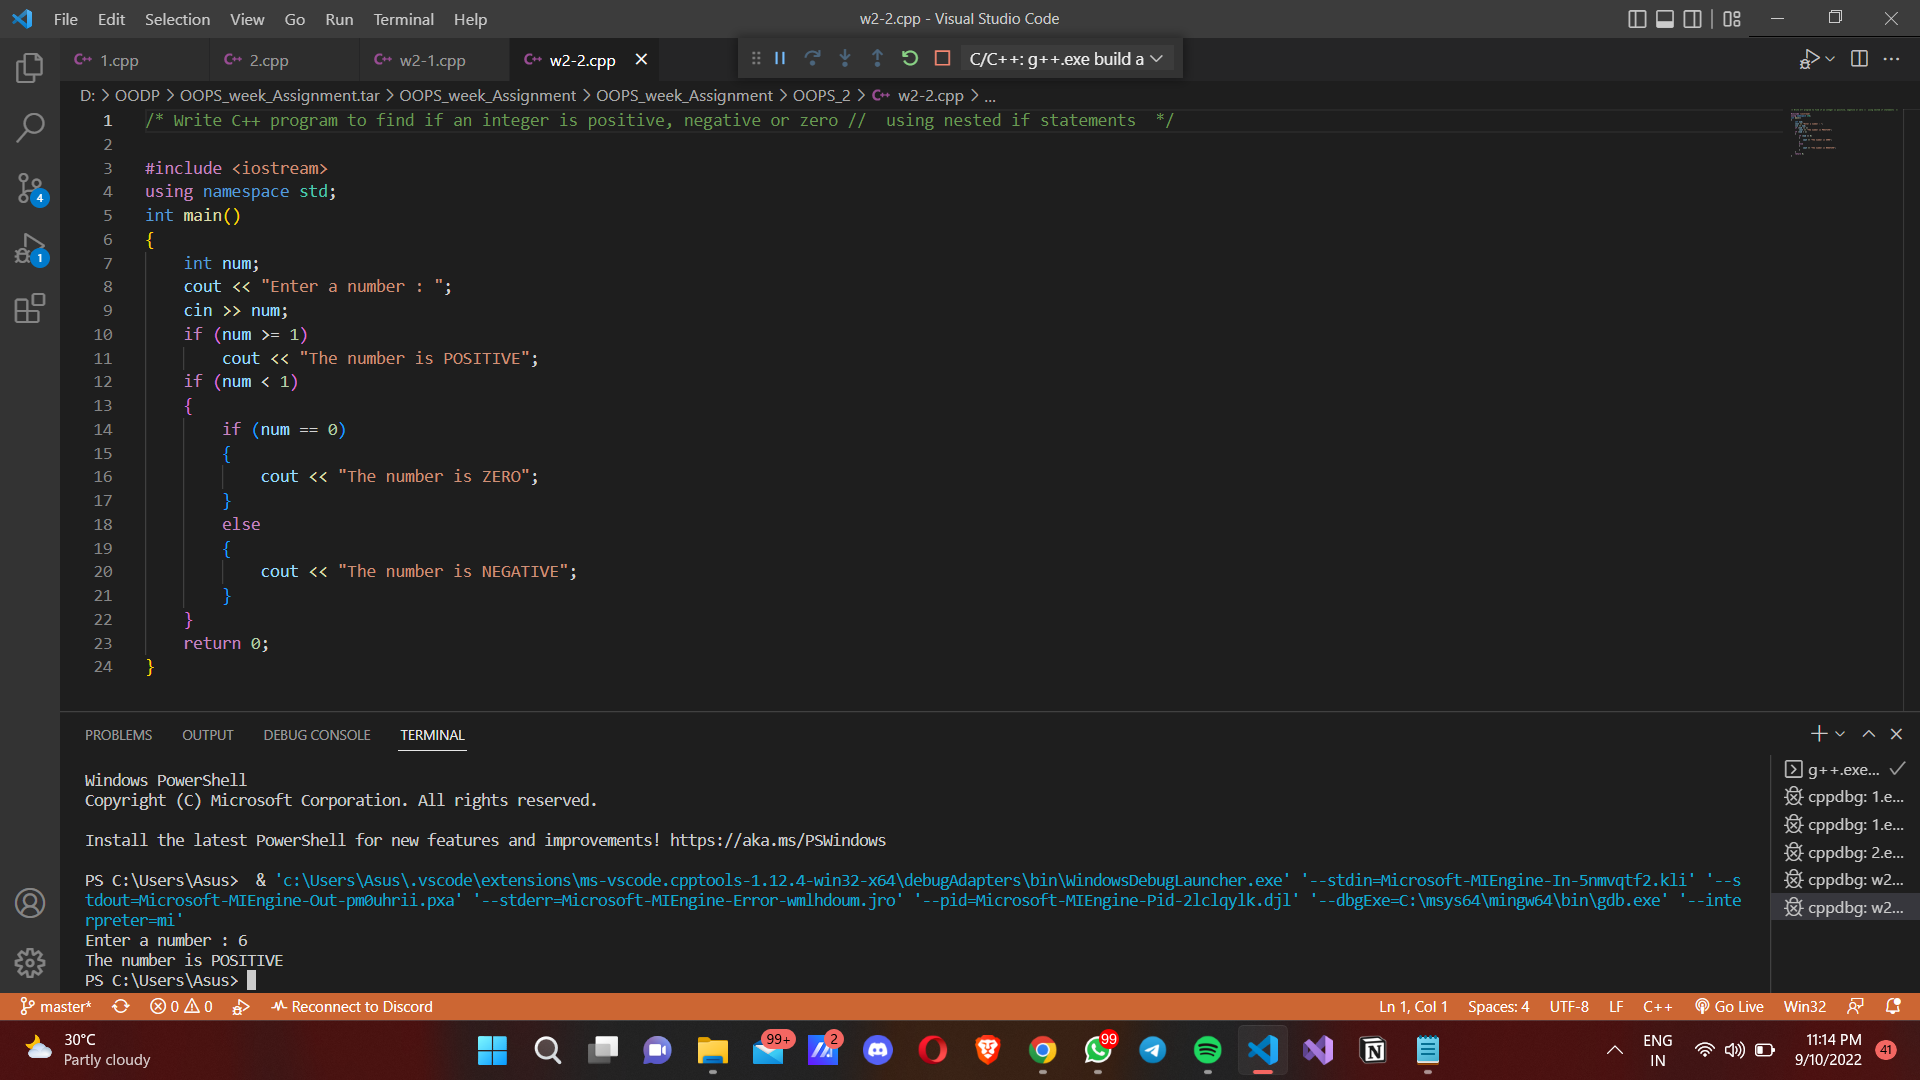 File Edit Selection View Go Run Terminal Help
w2-2.cpp - Visual Studio Code
1.cpp
2.cpp
w2-1.cpp
w2-2.cpp
C/C++: g++.exe build a
D: > OODP > OOPS_week_Assignment.tar > OOPS_week_Assignment > OOPS_week_Assignment > OOPS_2 > w2-2.cpp > ...
1 /* Write C++ program to find if an integer is positive, negative or zero //  using nested if statements  */
2
3 #include <iostream>
4 using namespace std;
5 int main()
6 {
7     int num;
8     cout << "Enter a number : ";
9     cin >> num;
10     if (num >= 1)
11         cout << "The number is POSITIVE";
12     if (num < 1)
13     {
14         if (num == 0)
15         {
16             cout << "The number is ZERO";
17         }
18         else
19         {
20             cout << "The number is NEGATIVE";
21         }
22     }
23     return 0;
24 }
4
1
PROBLEMS OUTPUT DEBUG CONSOLE TERMINAL
Windows PowerShell
Copyright (C) Microsoft Corporation. All rights reserved.
Install the latest PowerShell for new features and improvements! https://aka.ms/PSWindows
PS C:\Users\Asus>  & 'c:\Users\Asus\.vscode\extensions\ms-vscode.cpptools-1.12.4-win32-x64\debugAdapters\bin\WindowsDebugLauncher.exe' '--stdin=Microsoft-MIEngine-In-5nmvqtf2.kli' '--s
tdout=Microsoft-MIEngine-Out-pm0uhrii.pxa' '--stderr=Microsoft-MIEngine-Error-wmlhdoum.jro' '--pid=Microsoft-MIEngine-Pid-2lclqylk.djl' '--dbgExe=C:\msys64\mingw64\bin\gdb.exe' '--inte
rpreter=mi'
Enter a number : 6
The number is POSITIVE
PS C:\Users\Asus>
g++.exe...
cppdbg: 1.e...
cppdbg: 1.e...
cppdbg: 2.e...
cppdbg: w2...
cppdbg: w2...
master* 0 0 Reconnect to Discord
Ln 1, Col 1 Spaces: 4 UTF-8 LF C++ Go Live Win32
30°C
Partly cloudy
99+
2
99
ENG
IN
11:14 PM
9/10/2022
41